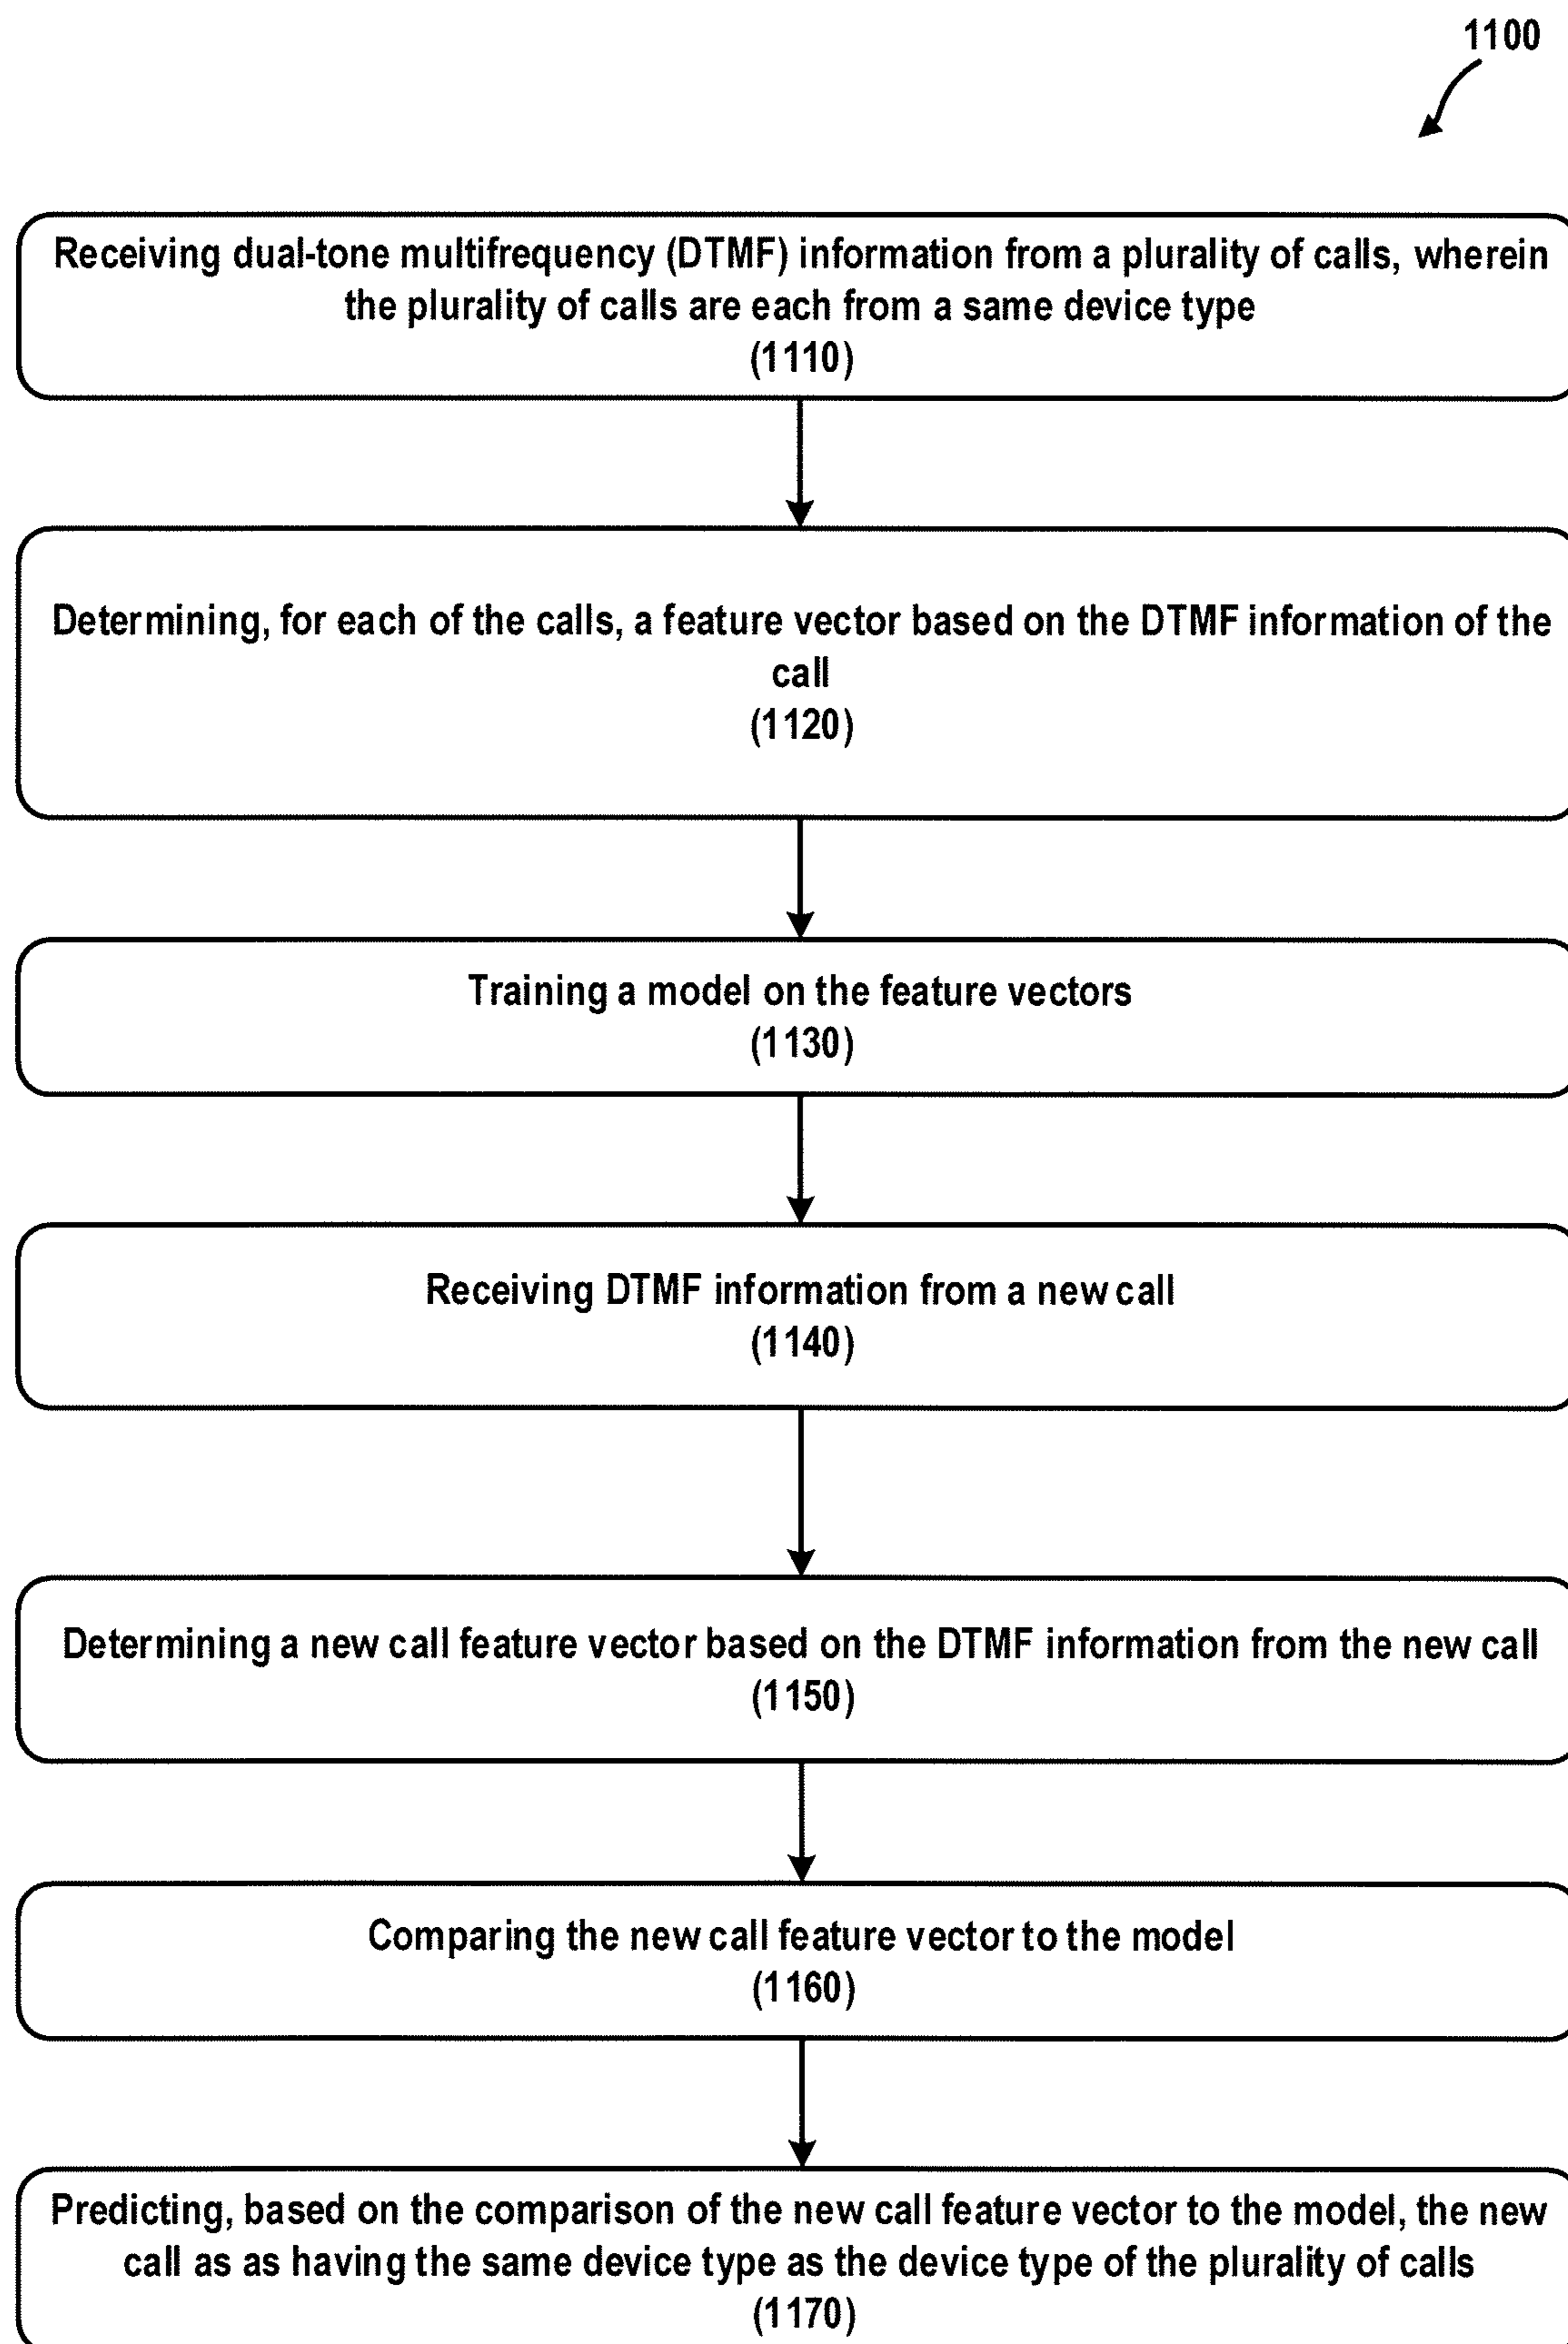 1100
Receiving dual-tone multifrequency (DTMF) information from a plurality of calls, wherein
the plurality of calls are each from a same device type
(1110)
Determining, for each of the calls, a feature vector based on the DTMF information of the
call
(1120)
Training a model on the feature vectors
(1130)
Receiving DTMF information from a new call
(1140)
Determining a new call feature vector based on the DTMF information from the new call
(1150)
Comparing the new call feature vector to the model
(1160)
Predicting, based on the comparison of the new call feature vector to the model, the new
call as as having the same device type as the device type of the plurality of calls
(1170)